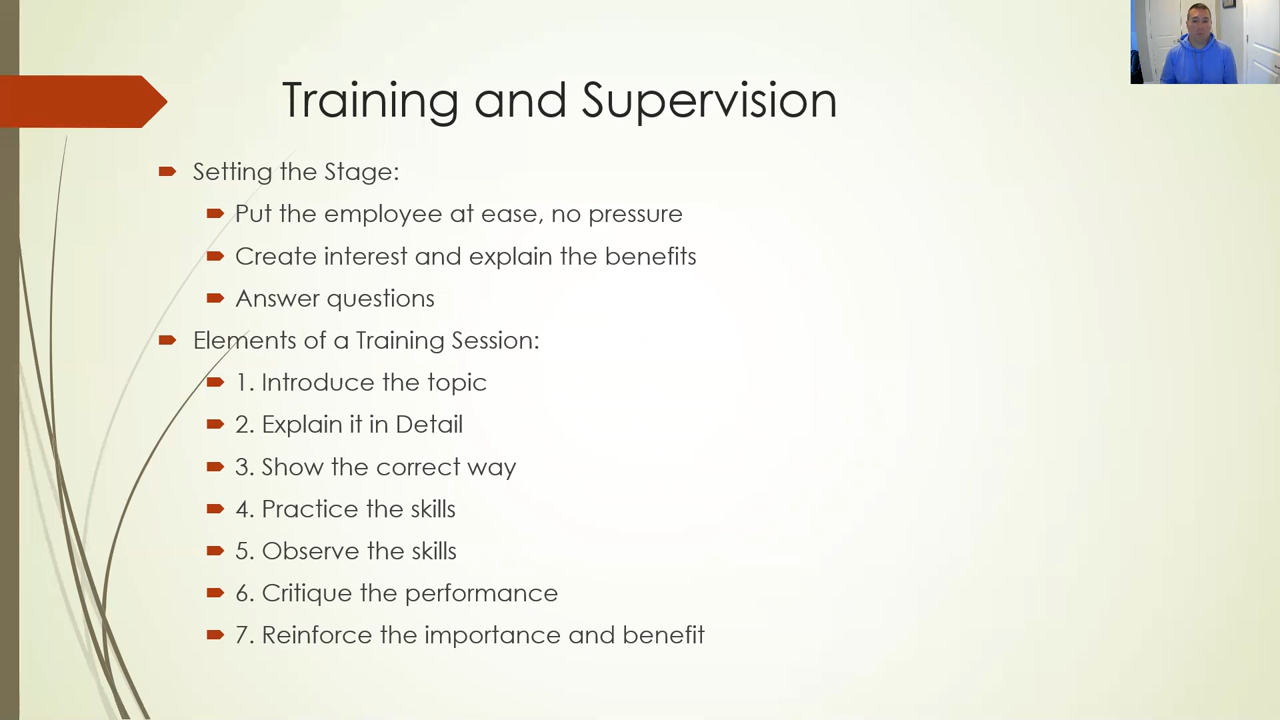 Training and Supervision
Setting the Stage:
Put the employee at ease, no pressure
Create interest and explain the benefits
Answer questions
Elements of a Training Session:
1. Introduce the topic
2. Explain it in Detail
3. Show the correct way
4. Practice the skills
5. Observe the skills
6. Critique the performance
7. Reinforce the importance and benefit